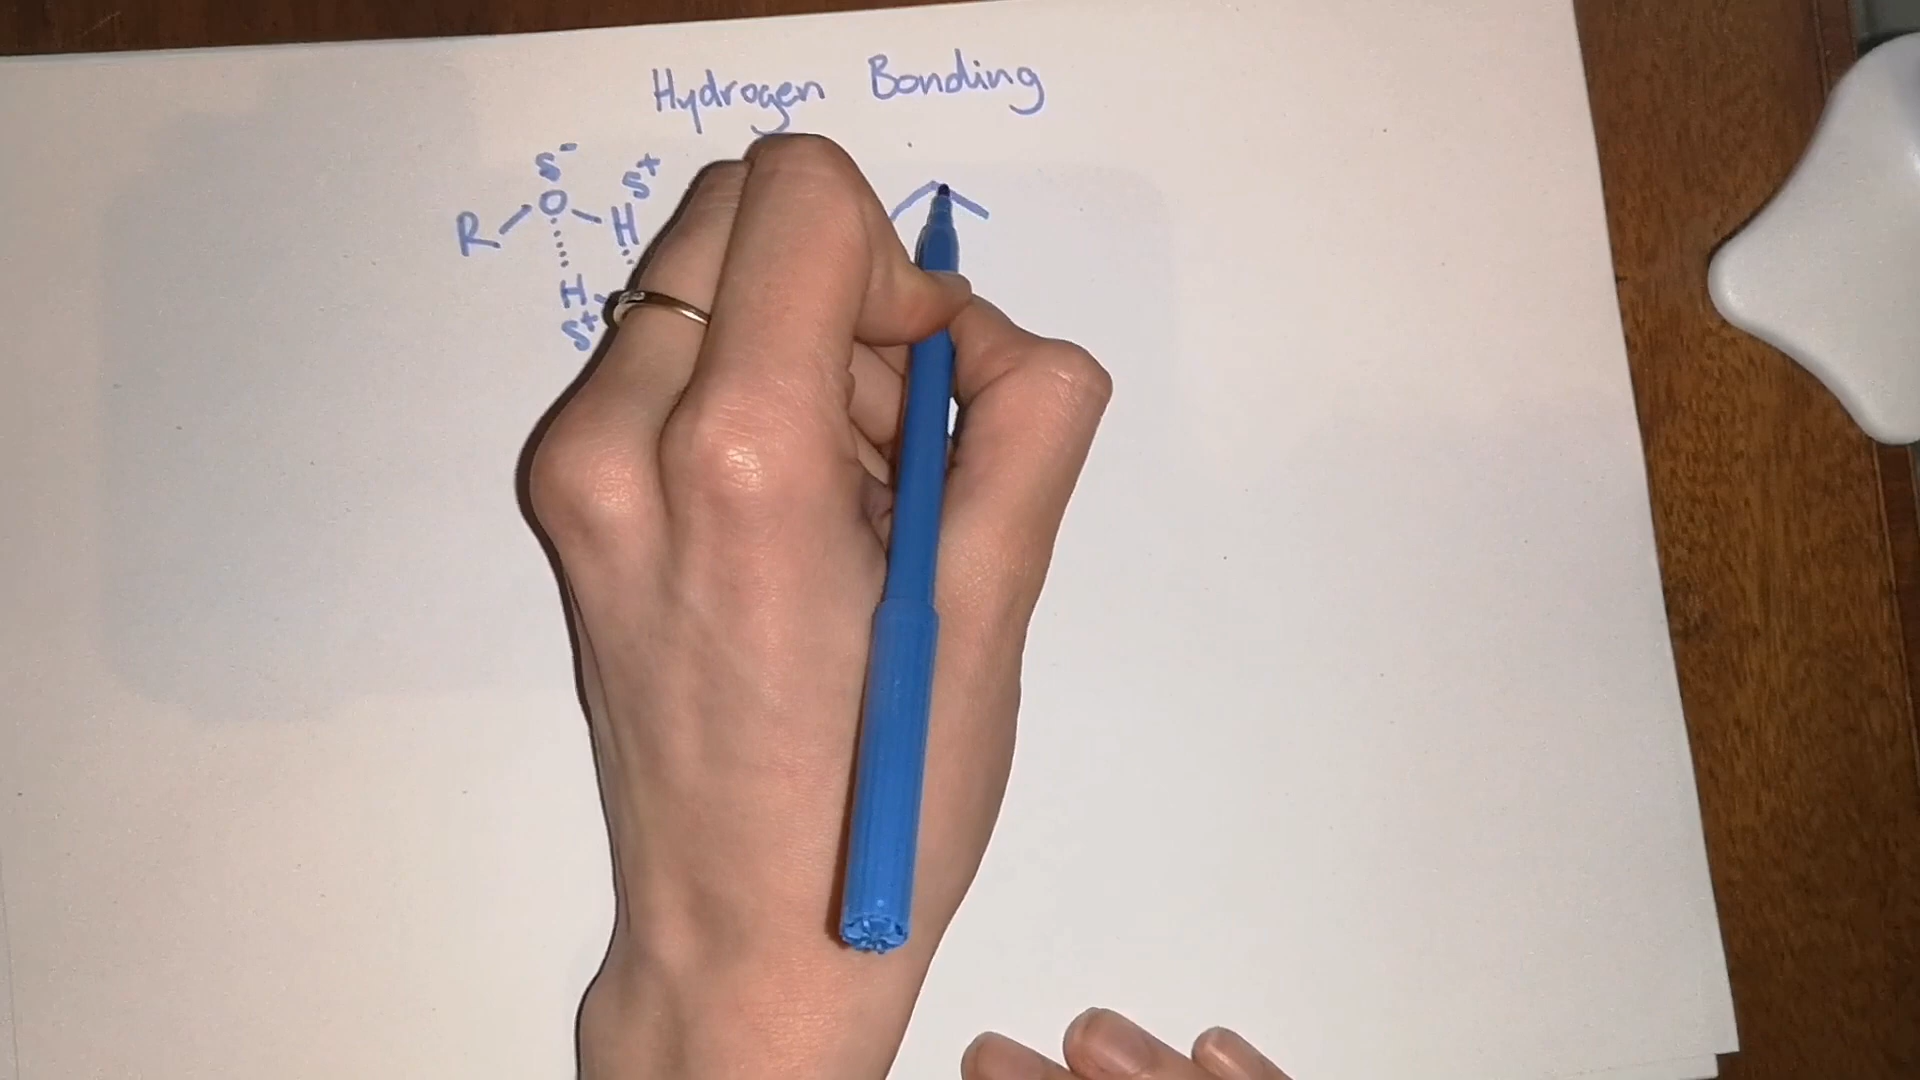 Hydrogen Bonding
δ- δ+
R O H
H
δ+